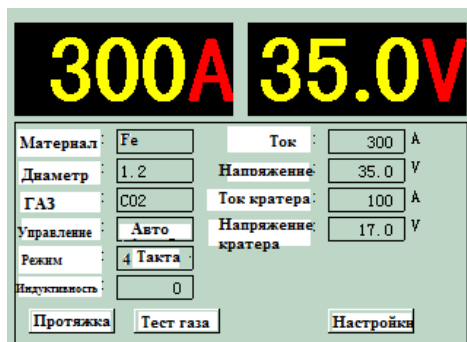 300A 35.0V
Материал: Fe Ток : 300 A
Диаметр : 1.2 Напряжение: 35.0 V
ГАЗ : CO2 Ток кратера: 100 A
Управление : Авто Напряжение: 17.0 V
кратера
Режим : 4 Такта
Индуктивность: 0
Протяжка Тест газа Настройки